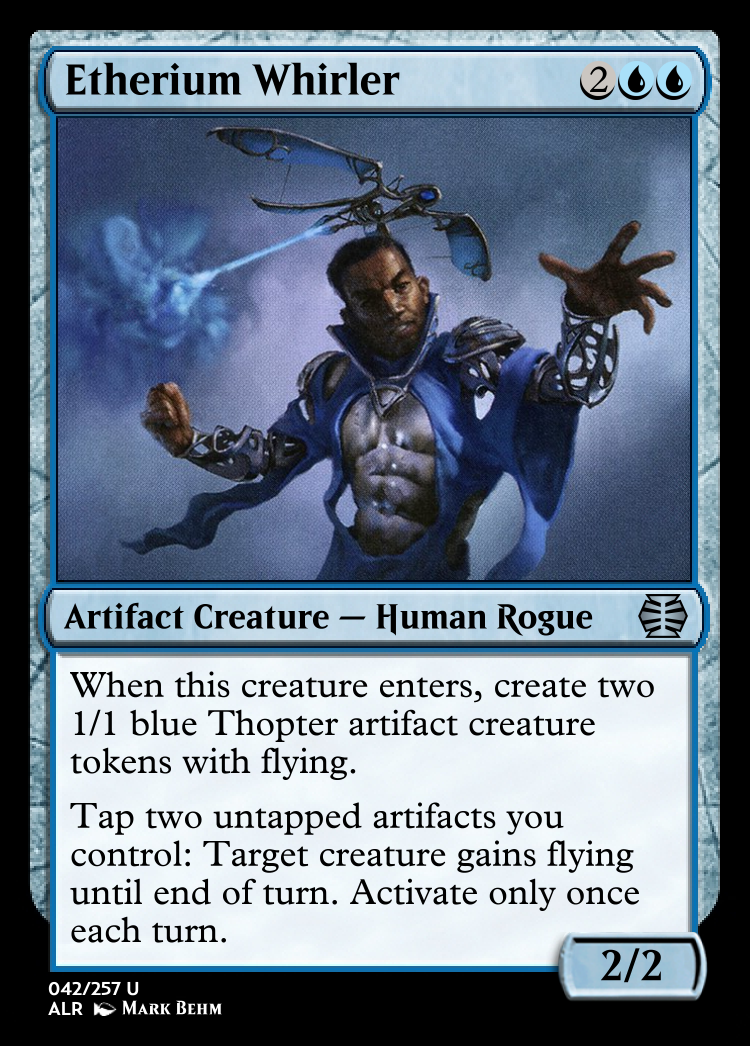 Etherium Whirler 2
Artifact Creature — Human Rogue
When this creature enters, create two
1/1 blue Thopter artifact creature
tokens with flying.
Tap two untapped artifacts you
control: Target creature gains flying
until end of turn. Activate only once
each turn.
2/2
042/257 U
ALR Mark Behm